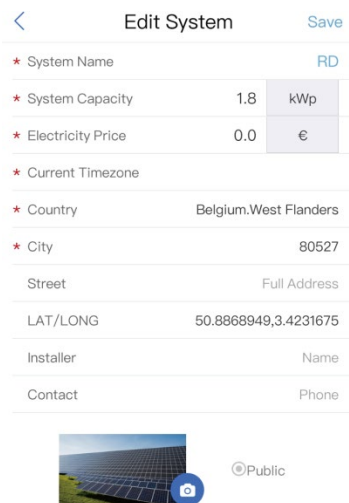 Edit System Save
* System Name RD
* System Capacity 1.8 kWp
* Electricity Price 0.0 €
* Current Timezone
* Country Belgium.West Flanders
* City 80527
Street Full Address
LAT/LONG 50.8868949,3.4231675
Installer Name
Contact Phone
Public